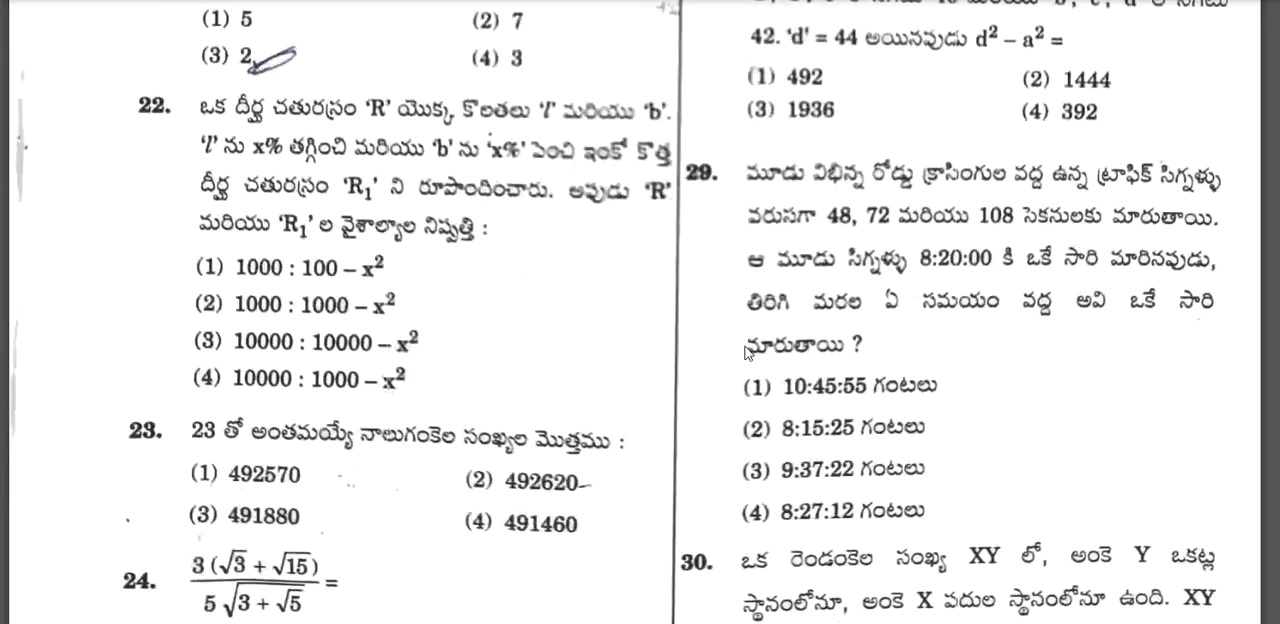 (1) 5 (2) 7
(3) 2 (4) 3
22. ఒక దీర్ఘ చతురస్రం ‘R’ యొక్క కొలతలు ‘l’ మరియు ‘b’.
‘l’ ను x% తగ్గించి మరియు ‘b’ ను ‘x%’ పెంచి ఇంకో కొత్త
దీర్ఘ చతురస్రం ‘R₁’ ని రూపొందించారు. అపుడు ‘R’
మరియు ‘R₁’ ల వైశాల్యాల నిష్పత్తి :
(1) 1000 : 100 – x²
(2) 1000 : 1000 – x²
(3) 10000 : 10000 – x²
(4) 10000 : 1000 – x²
23. 23 తో అంతమయ్యే నాలుగంకెల సంఖ్యల మొత్తము :
(1) 492570 (2) 492620
(3) 491880 (4) 491460
24. 3 (√3 + √15) / 5 √(3 + √5) =
42. ‘d’ = 44 అయినపుడు d² – a² =
(1) 492 (2) 1444
(3) 1936 (4) 392
29. మూడు విభిన్న రోడ్డు క్రాసింగుల వద్ద ఉన్న ట్రాఫిక్ సిగ్నళ్ళు
వరుసగా 48, 72 మరియు 108 సెకనులకు మారుతాయి.
ఆ మూడు సిగ్నళ్ళు 8:20:00 కి ఒకే సారి మారినపుడు,
తిరిగి మరల ఏ సమయం వద్ద అవి ఒకే సారి
మారుతాయి ?
(1) 10:45:55 గంటలు
(2) 8:15:25 గంటలు
(3) 9:37:22 గంటలు
(4) 8:27:12 గంటలు
30. ఒక రెండంకెల సంఖ్య XY లో, అంకె Y ఒకట్ల
స్థానంలోనూ, అంకె X పదుల స్థానంలోనూ ఉంది. XY